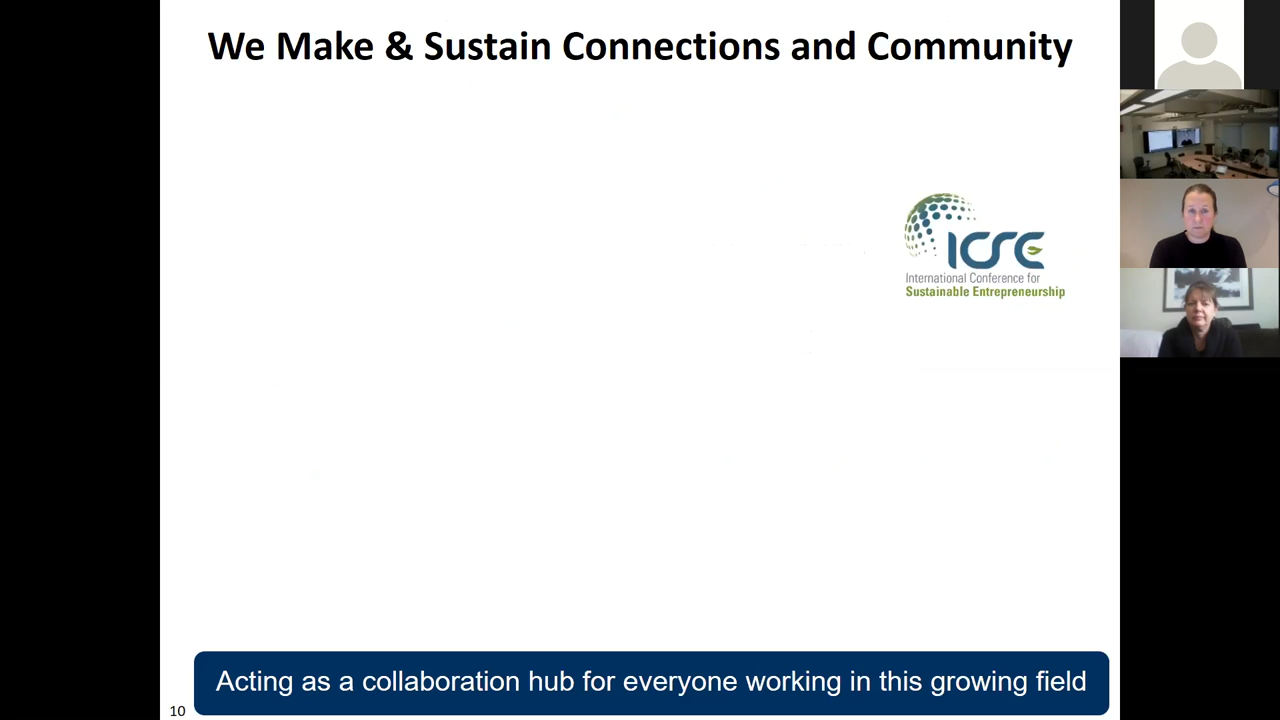 We Make & Sustain Connections and Community
ICSE
International Conference for
Sustainable Entrepreneurship
Acting as a collaboration hub for everyone working in this growing field
10